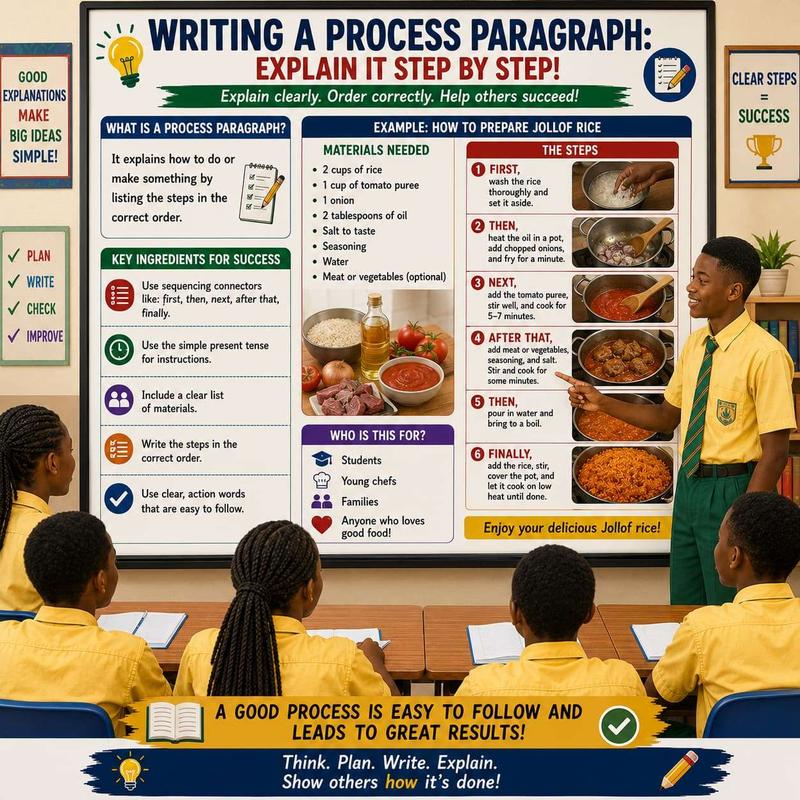 WRITING A PROCESS PARAGRAPH:
EXPLAIN IT STEP BY STEP!
Explain clearly. Order correctly. Help others succeed!
GOOD
EXPLANATIONS
MAKE
BIG IDEAS
SIMPLE!
CLEAR STEPS
=
SUCCESS
✓ PLAN
✓ WRITE
✓ CHECK
✓ IMPROVE
WHAT IS A PROCESS PARAGRAPH?
It explains how to do or
make something by
listing the steps in the
correct order.
KEY INGREDIENTS FOR SUCCESS
Use sequencing connectors
like: first, then, next, after that,
finally.
Use the simple present tense
for instructions.
Include a clear list
of materials.
Write the steps in the
correct order.
Use clear, action words
that are easy to follow.
EXAMPLE: HOW TO PREPARE JOLLOF RICE
MATERIALS NEEDED
• 2 cups of rice
• 1 cup of tomato puree
• 1 onion
• 2 tablespoons of oil
• Salt to taste
• Seasoning
• Water
• Meat or vegetables (optional)
WHO IS THIS FOR?
Students
Young chefs
Families
Anyone who loves
good food!
THE STEPS
1 FIRST,
wash the rice
thoroughly and
set it aside.
2 THEN,
heat the oil in a pot,
add chopped onions,
and fry for a minute.
3 NEXT,
add the tomato puree,
stir well, and cook for
5–7 minutes.
4 AFTER THAT,
add meat or vegetables,
seasoning, and salt.
Stir and cook for
some minutes.
5 THEN,
pour in water and
bring to a boil.
6 FINALLY,
add the rice, stir,
cover the pot, and
let it cook on low
heat until done.
Enjoy your delicious Jollof rice!
A GOOD PROCESS IS EASY TO FOLLOW AND
LEADS TO GREAT RESULTS!
Think. Plan. Write. Explain.
Show others how it's done!